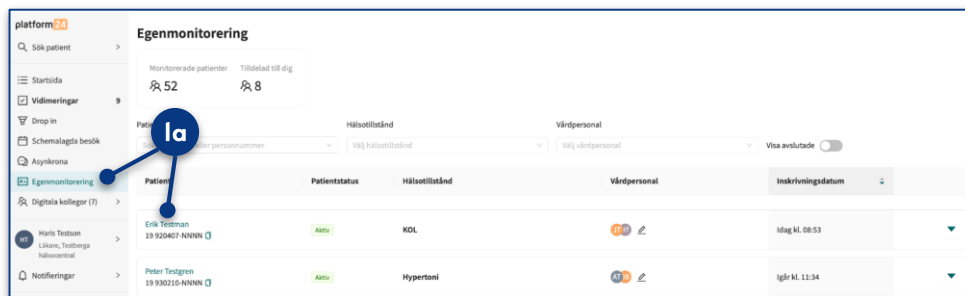 platform24
Sök patient
Startsida
Vidimeringar 9
Drop in
Schemalagda besök
Asynkrona
Egenmonitorering
Digitala kollegor (7)
HT
Haris Testson
Läkare, Testberga
hälsocentral
Notifieringar
Egenmonitorering
Monitorerade patienter Tilldelad till dig
52 8
1a
Hälsotillstånd Vårdpersonal
personnummer Välj hälsotillstånd Välj vårdpersonal Visa avslutade
Patient Patientstatus Hälsotillstånd Vårdpersonal Inskrivningsdatum
Erik Testman
19 920407-NNNN
Aktiv KOL Idag kl. 08:53
Peter Testgren
19 930210-NNNN
Aktiv Hypertoni AT Igår kl. 11:34